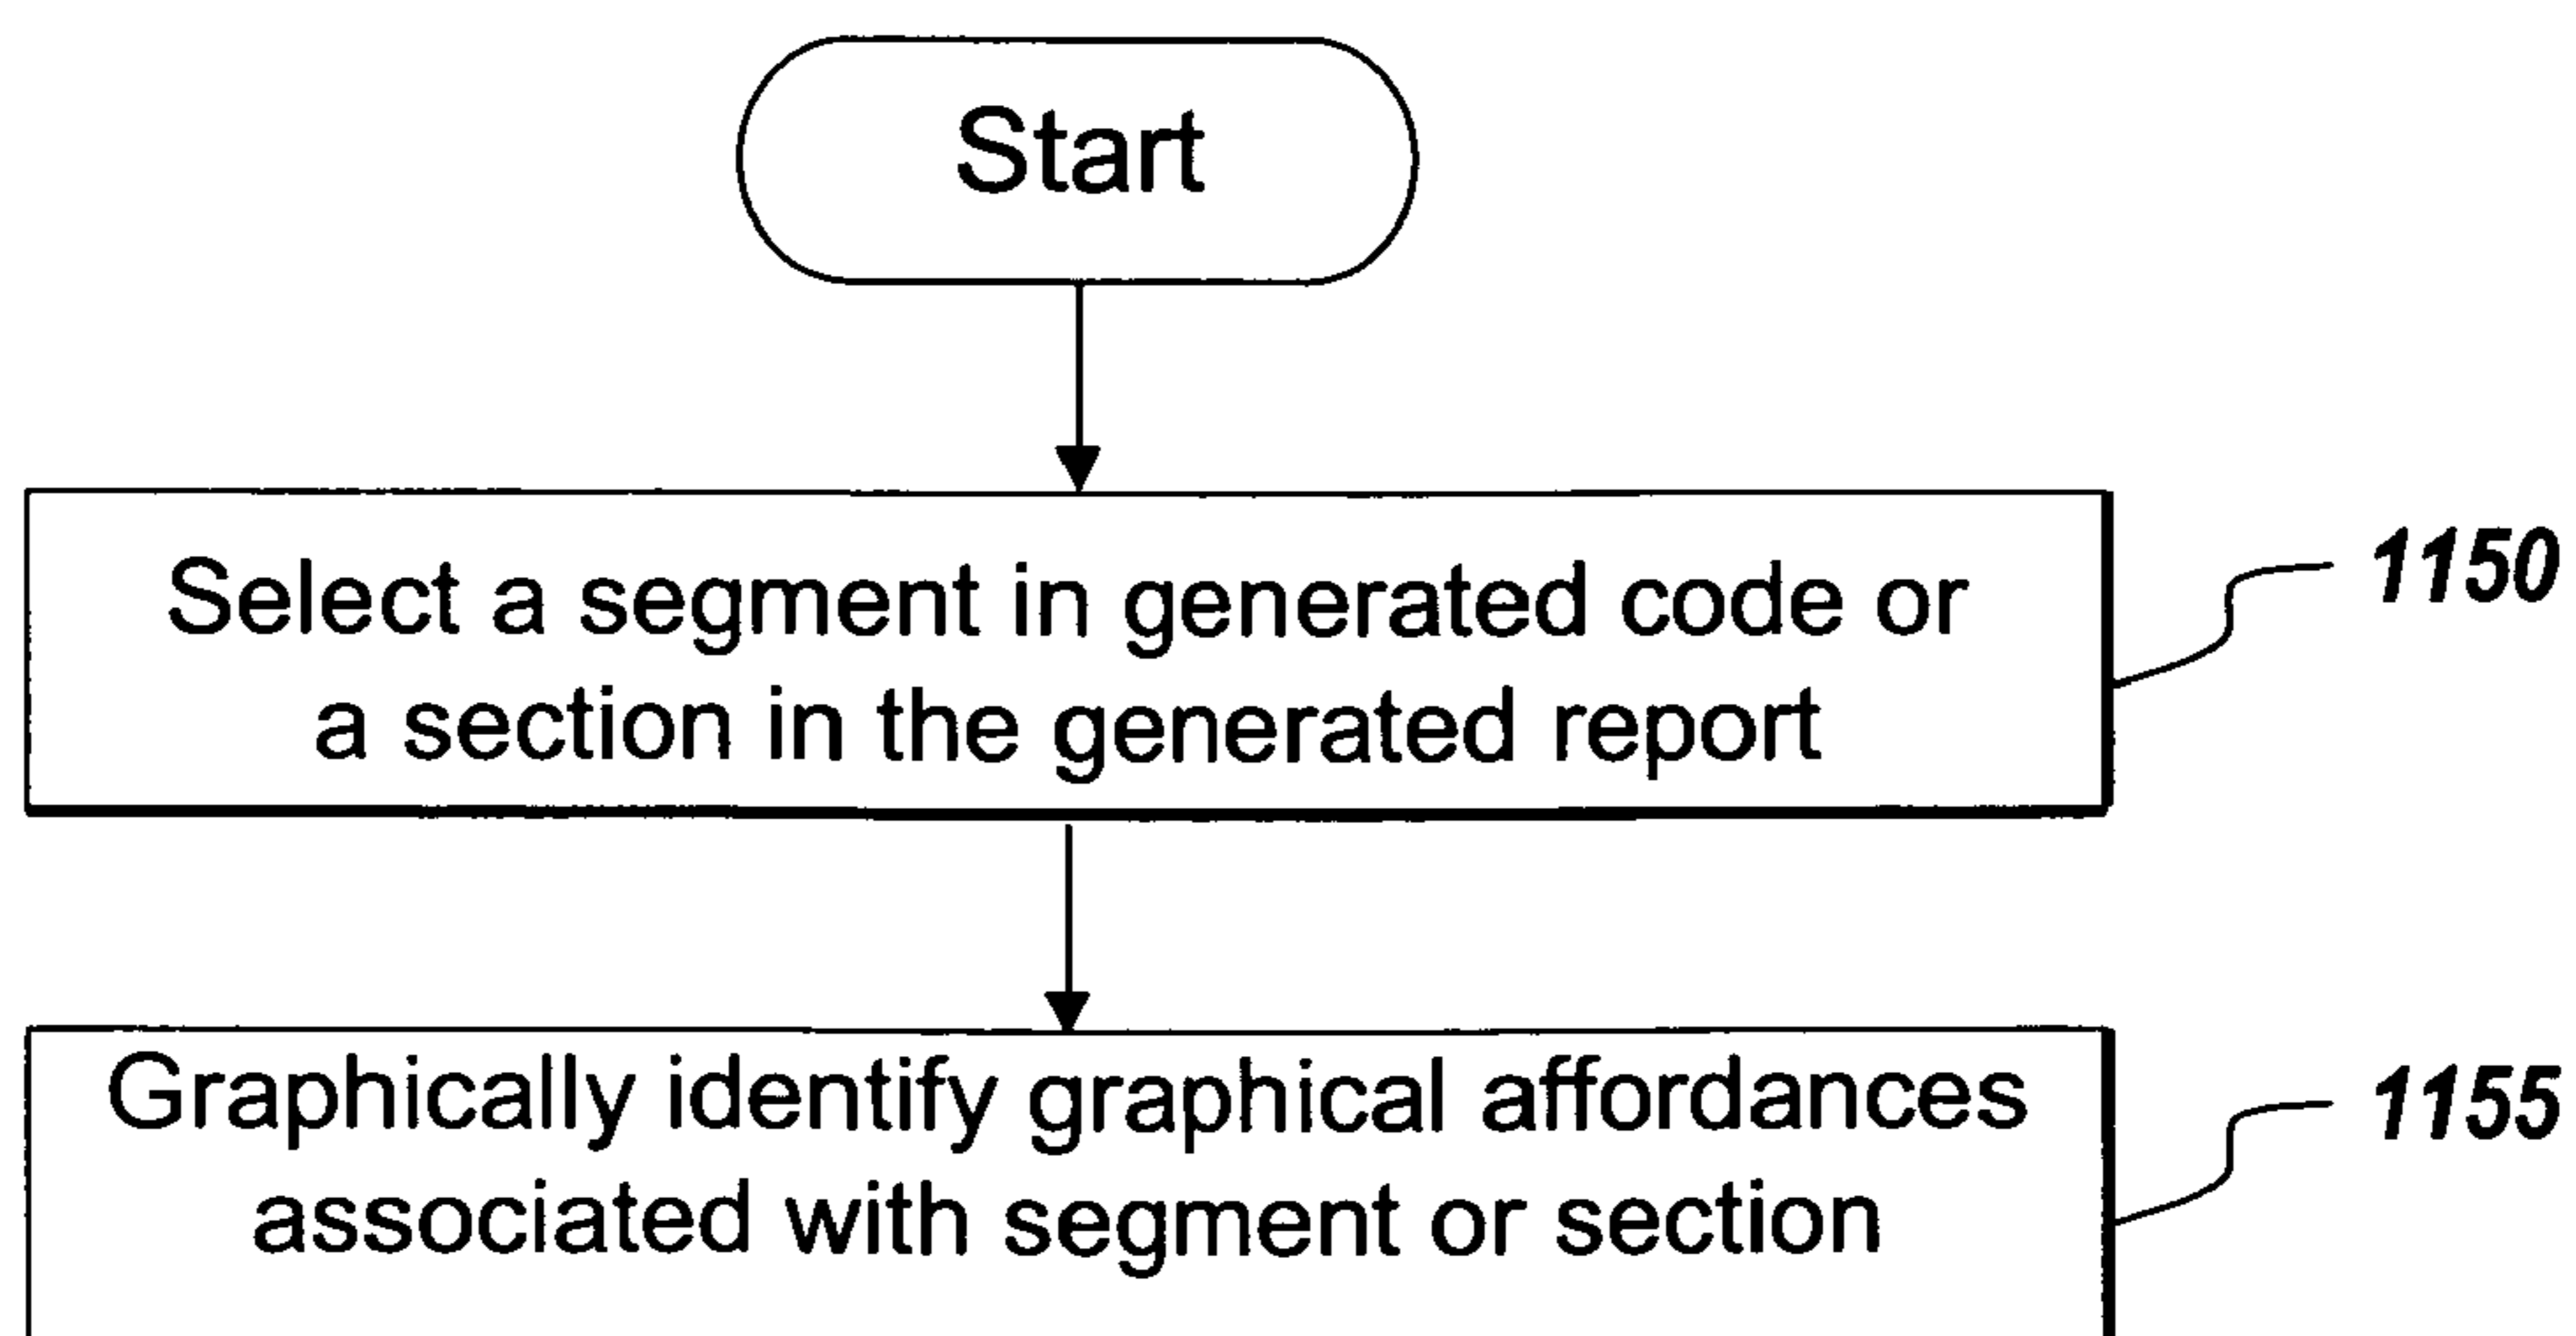 Start
Select a segment in generated code or
a section in the generated report
1150
Graphically identify graphical affordances
associated with segment or section
1155